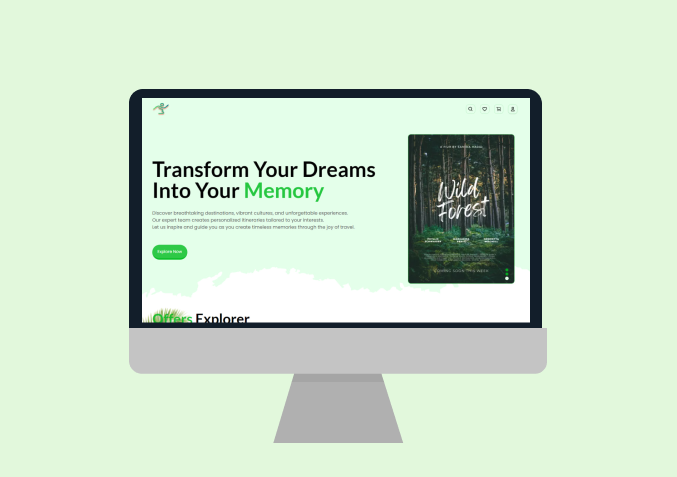 Transform Your Dreams
Into Your Memory
Discover breathtaking destinations, vibrant cultures, and unforgettable experiences.
Our expert team creates personalized itineraries tailored to your interests.
Let us inspire and guide you as you create timeless memories through the joy of travel.
Explore Now
Wild
Forest
Offers Explorer